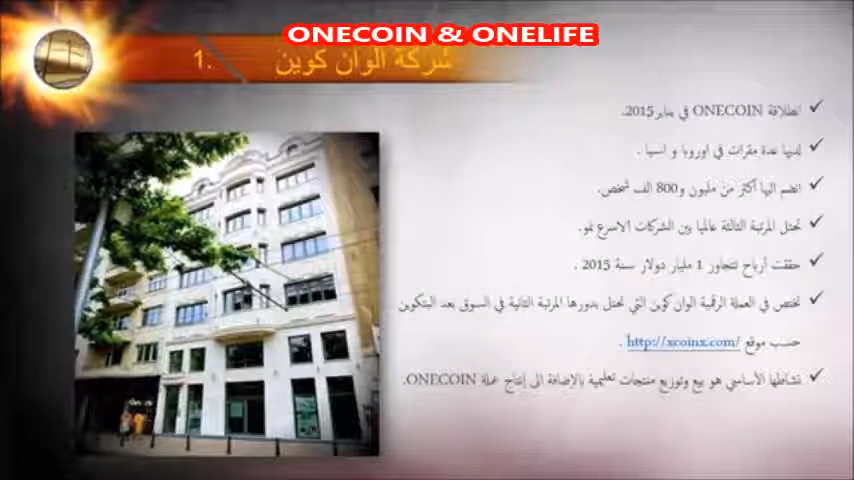 ONECOIN & ONELIFE
1.
شركة الوان كوين
انطلاقة ONECOIN في يناير 2015.
لديها عدة مقرات في اوروبا و اسيا .
انضم اليها أكثر من مليون و800 الف شخص.
تحتل المرتبة الثالثة عالميا بين الشركات الاسرع نمو.
حققت أرباح تتجاوز 1 مليار دولار سنة 2015 .
تختص في العملة الرقمية الوان كوين التي تحتل بدورها المرتبة الثانية في السوق بعد البتكوين
حسب موقع http://xcoinx.com/ .
نشاطها الأساسي هو بيع وتوزيع منتجات تعليمية بالإضافة الى إنتاج عملة ONECOIN.